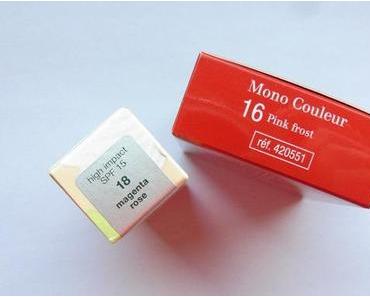 high impact
SPF 15
18
magenta
rose
Mono Couleur
16 Pink frost
réf. 420551